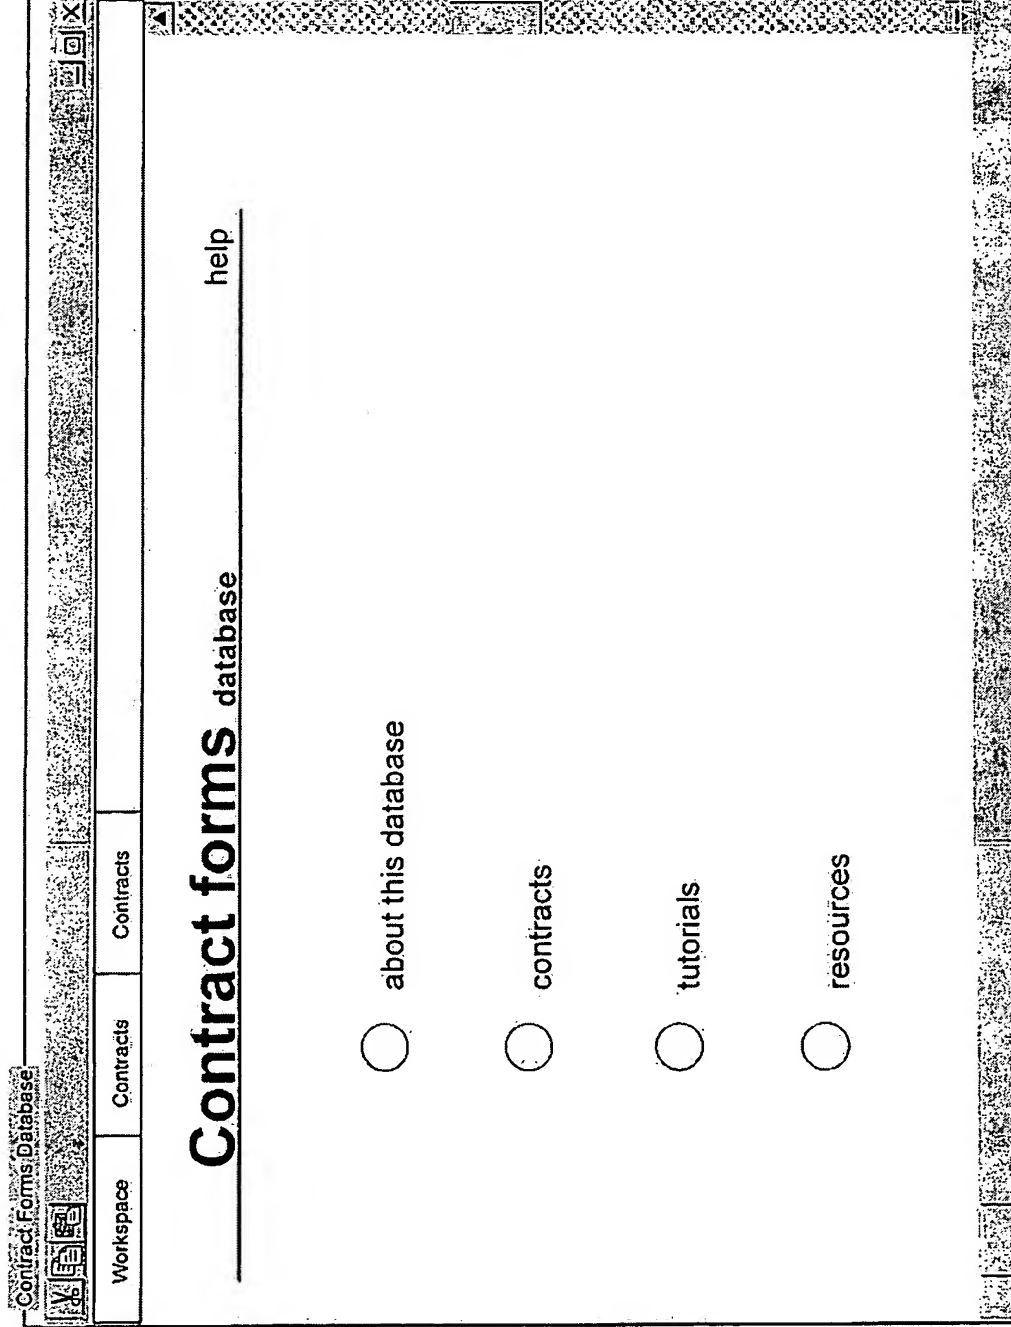 Contract Forms Database
Workspace Contracts Contracts
Contract forms database help
about this database
contracts
tutorials
resources